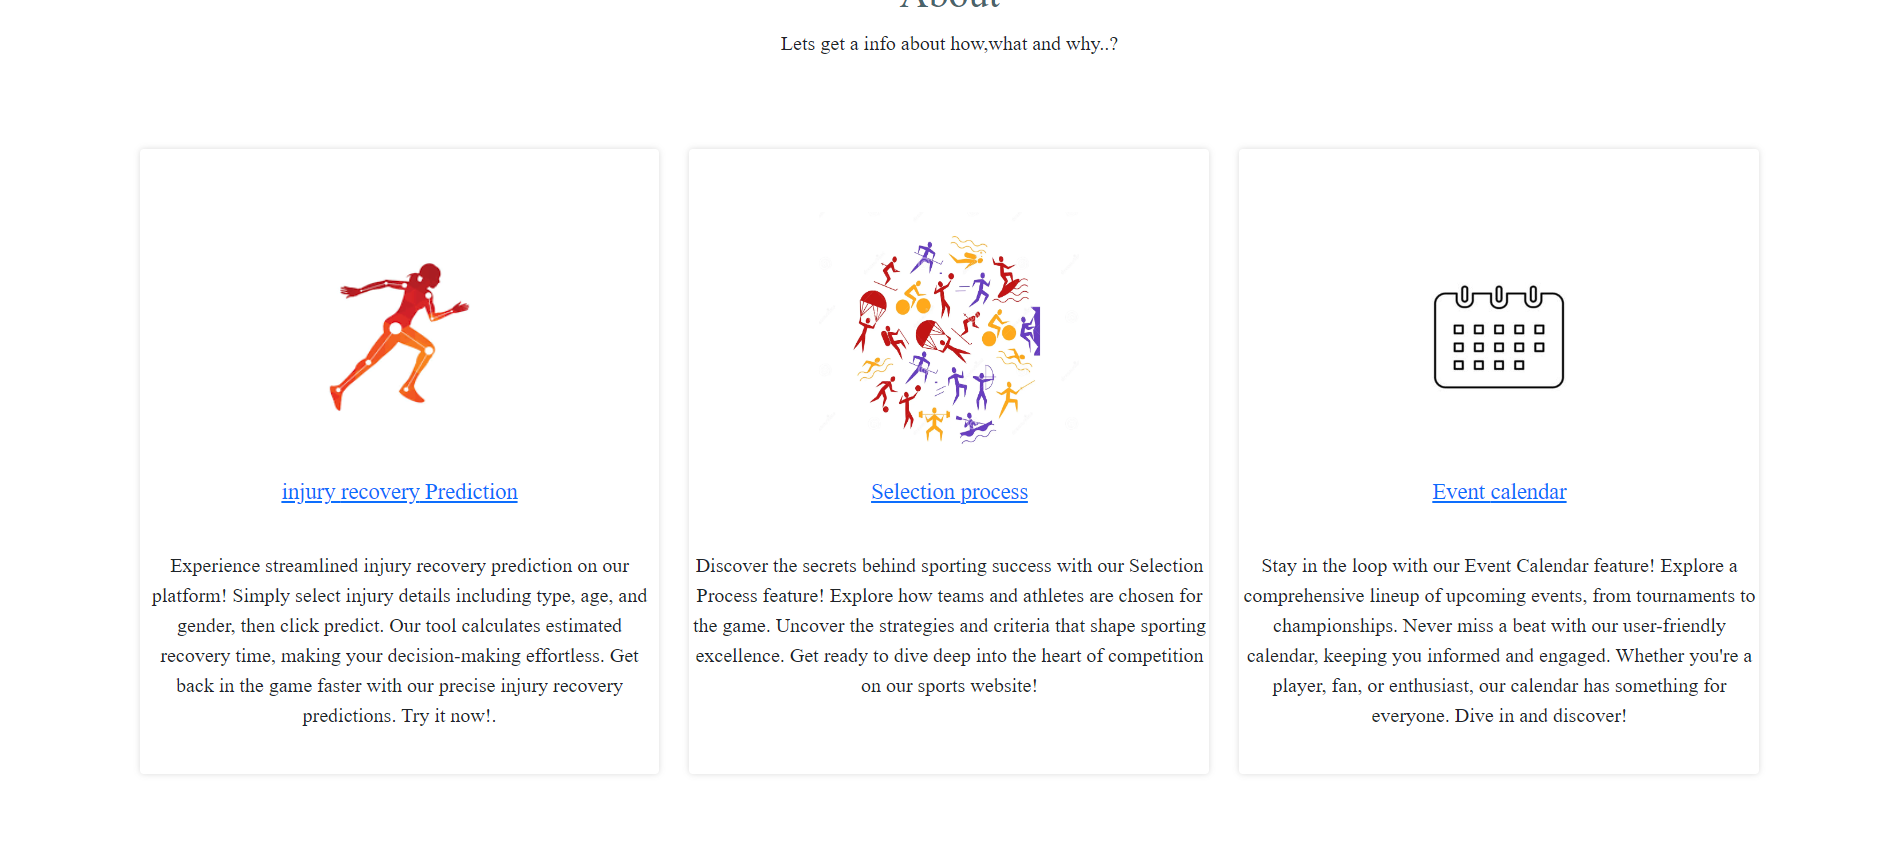 About
Lets get a info about how,what and why..?
injury recovery Prediction
Experience streamlined injury recovery prediction on our
platform! Simply select injury details including type, age, and
gender, then click predict. Our tool calculates estimated
recovery time, making your decision-making effortless. Get
back in the game faster with our precise injury recovery
predictions. Try it now!.
Selection process
Discover the secrets behind sporting success with our Selection
Process feature! Explore how teams and athletes are chosen for
the game. Uncover the strategies and criteria that shape sporting
excellence. Get ready to dive deep into the heart of competition
on our sports website!
Event calendar
Stay in the loop with our Event Calendar feature! Explore a
comprehensive lineup of upcoming events, from tournaments to
championships. Never miss a beat with our user-friendly
calendar, keeping you informed and engaged. Whether you're a
player, fan, or enthusiast, our calendar has something for
everyone. Dive in and discover!